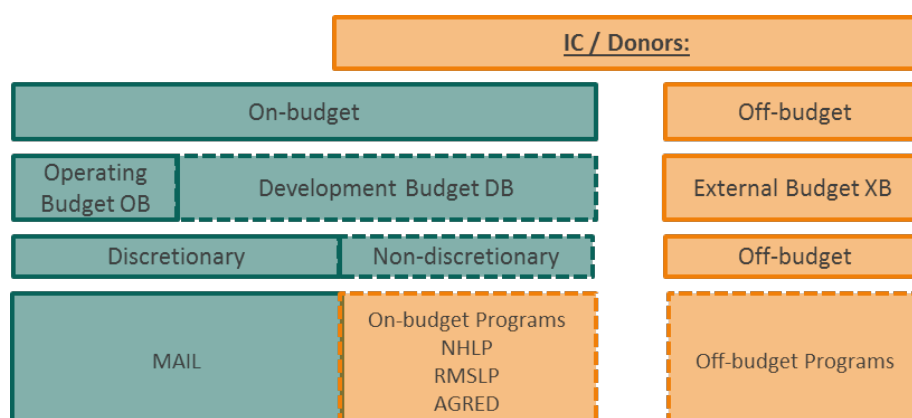 IC / Donors:
On-budget
Off-budget
Operating
Budget OB
Development Budget DB
External Budget XB
Discretionary
Non-discretionary
Off-budget
MAIL
On-budget Programs
NHLP
RMSLP
AGRED
Off-budget Programs